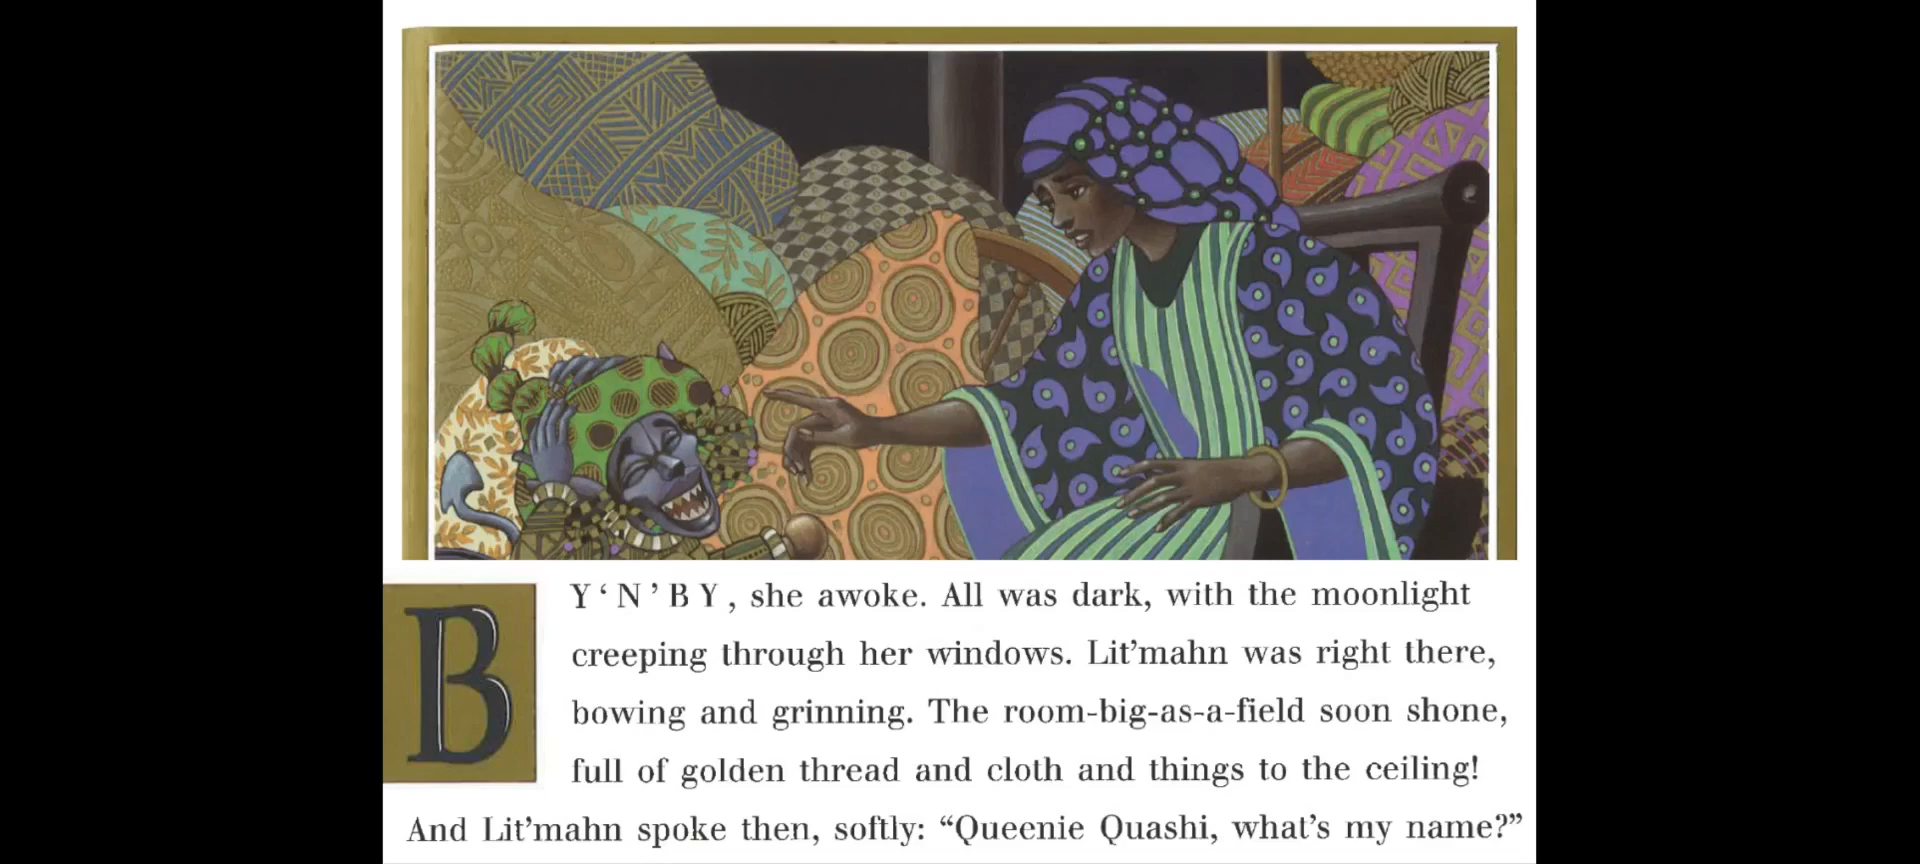 BY ‘N’ BY, she awoke. All was dark, with the moonlight
creeping through her windows. Lit’mahn was right there,
bowing and grinning. The room-big-as-a-field soon shone,
full of golden thread and cloth and things to the ceiling!
And Lit’mahn spoke then, softly: “Queenie Quashi, what’s my name?”